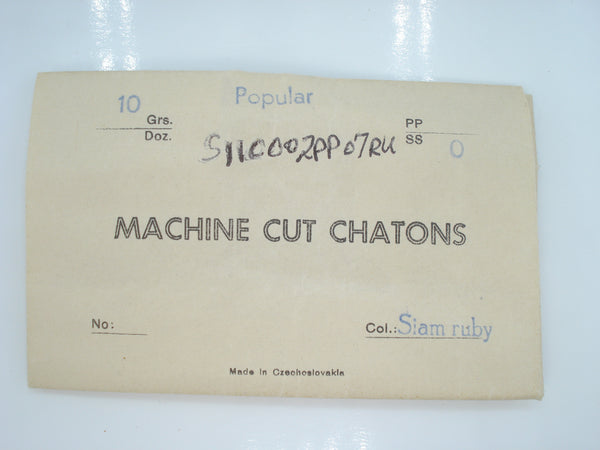 Popular
10 Grs.
Doz.
PP
SS 0
S110002PP07RU
MACHINE CUT CHATONS
No:
Col.: Siam ruby
Made in Czechoslovakia